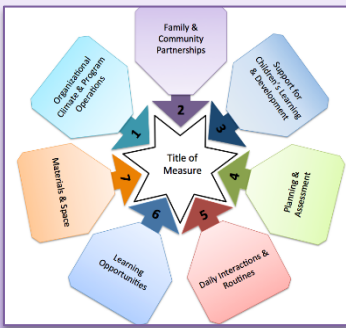 Family &
Community
Partnerships
2
Support for
Children's Learning
& Development
3
Planning &
Assessment
4
Daily Interactions &
Routines
5
Learning
Opportunities
6
Materials & Space
7
Organizational
Climate & Program
Operations
1
Title of
Measure